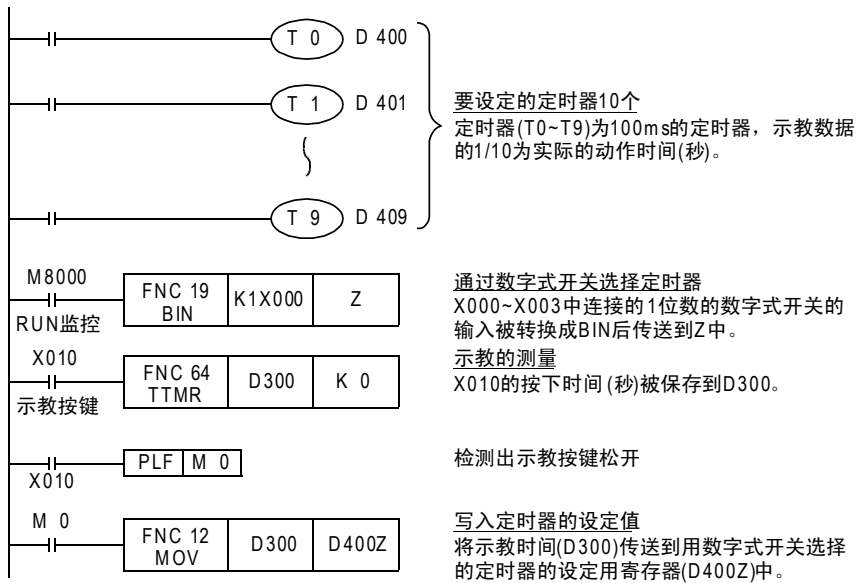 T 0 D 400
T 1 D 401
要设定的定时器10个
定时器(T0~T9)为100ms的定时器，示教数据
的1/10为实际的动作时间(秒)。
T 9 D 409
M8000
RUN监控
FNC 19
BIN
K1X000
Z
通过数字式开关选择定时器
X000~X003中连接的1位数的数字式开关的
输入被转换成BIN后传送到Z中。
X010
示教按键
FNC 64
TTMR
D300
K 0
示教的测量
X010的按下时间(秒)被保存到D300。
PLF M 0
X010
检测出示教按键松开
M 0
FNC 12
MOV
D300
D400Z
写入定时器的设定值
将示教时间(D300)传送到用数字式开关选择
的定时器的设定用寄存器(D400Z)中。